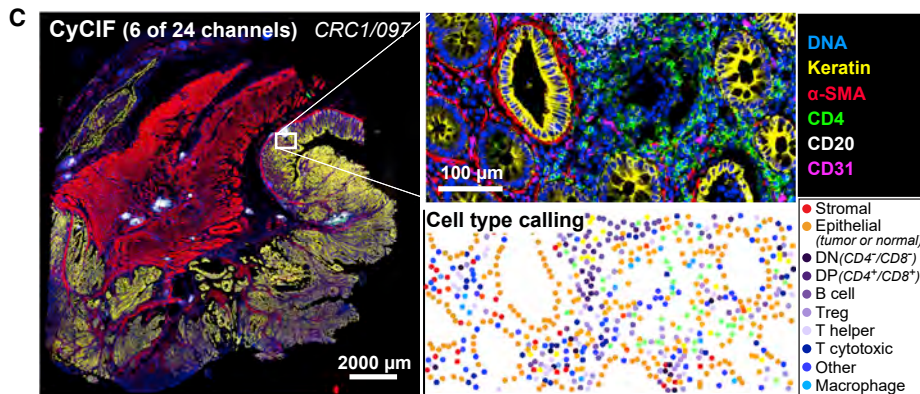 C
CyCIF (6 of 24 channels) CRC1/097
2000 µm
100 µm
DNA
Keratin
α-SMA
CD4
CD20
CD31
Cell type calling
Stromal
Epithelial
(tumor or normal)
DN(CD4⁻/CD8⁻)
DP(CD4⁺/CD8⁺)
B cell
Treg
T helper
T cytotoxic
Other
Macrophage